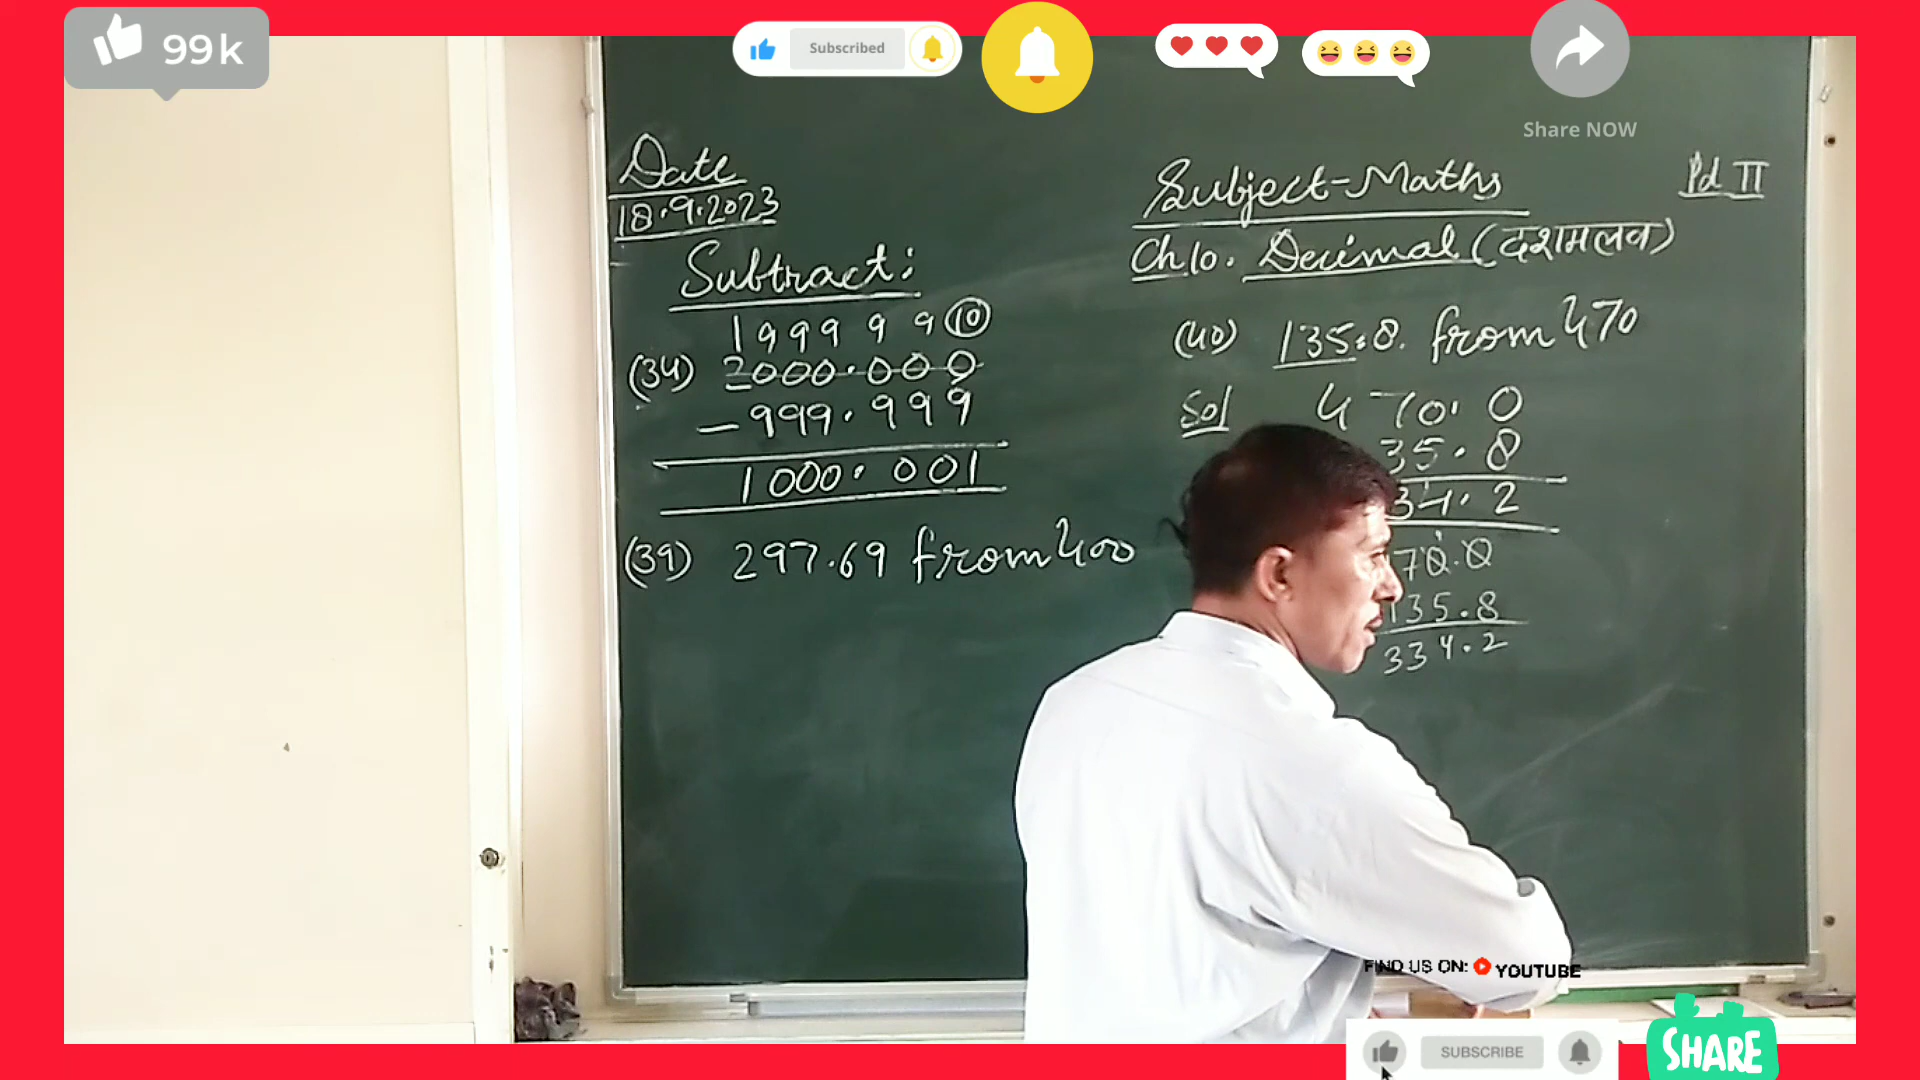 99k
Subscribed
Share NOW
Date
18.9.2023
Subject-Maths
Pd II
Ch 10. Decimal (दशमलव)
Subtract:
1 9 9 9 9 9 10
(34) 2000.000
- 999.999
1000.001
(39) 297.69 from 400
(40) 135.8. from 470
Sol 4 70.0
35.8
34.2
70.0
135.8
334.2
FIND US ON: YOUTUBE
SUBSCRIBE
SHARE